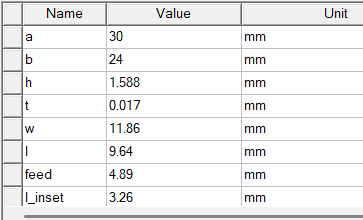 Name Value Unit
a 30 mm
b 24 mm
h 1.588 mm
t 0.017 mm
w 11.86 mm
l 9.64 mm
feed 4.89 mm
l_inset 3.26 mm